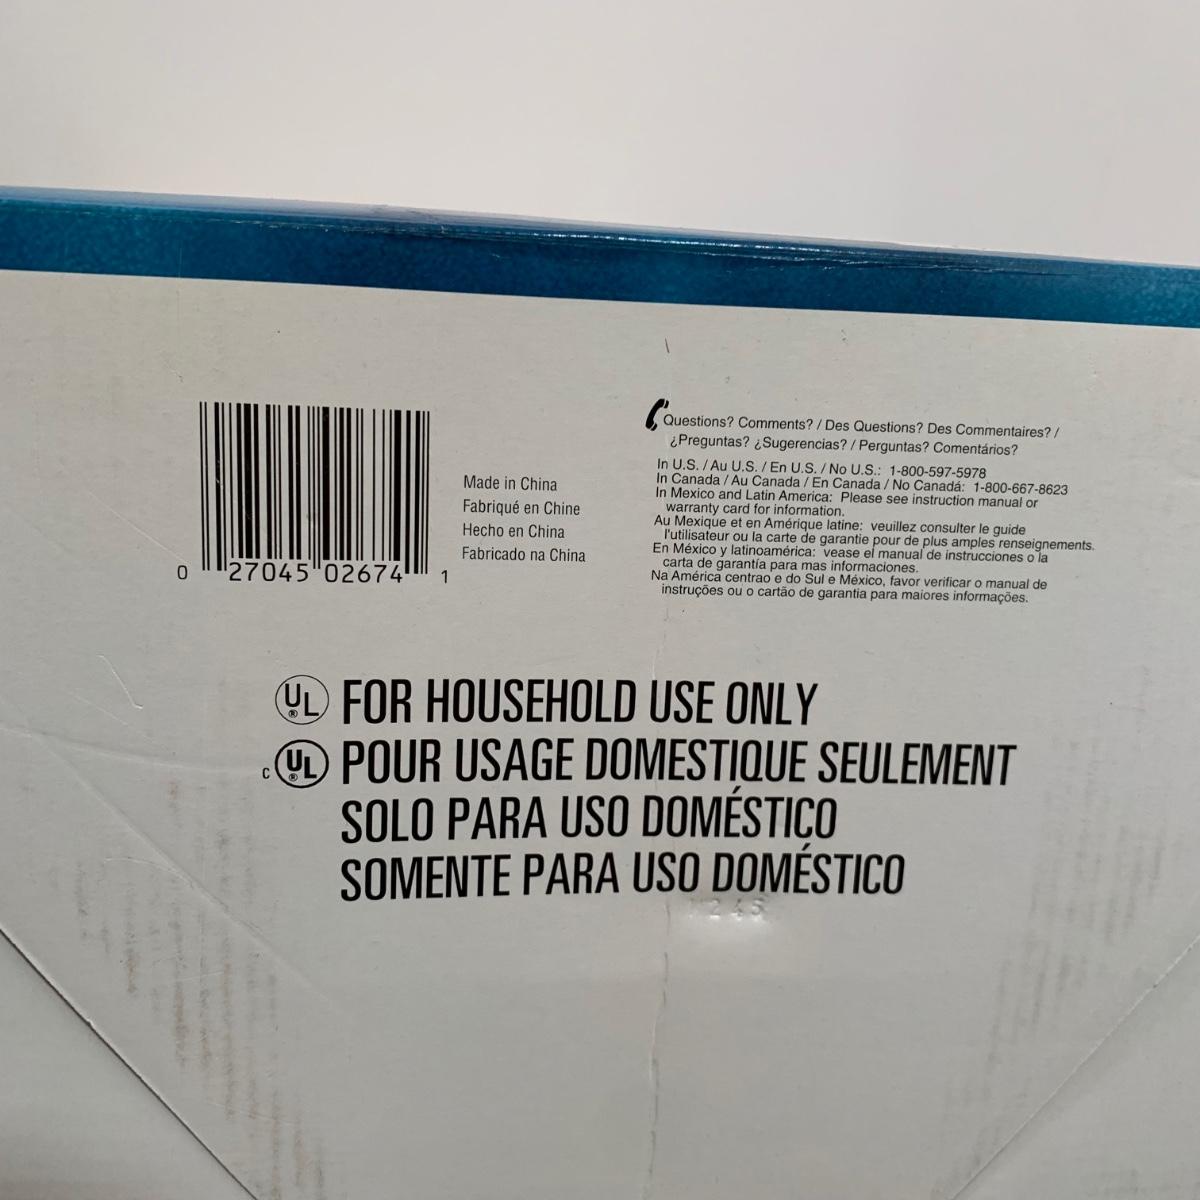 0 27045 02674 1
Made in China
Fabriqué en Chine
Hecho en China
Fabricado na China
Questions? Comments? / Des Questions? Des Commentaires? /
¿Preguntas? ¿Sugerencias? / Perguntas? Comentários?
In U.S. / Au U.S. / En U.S. / No U.S.: 1-800-597-5978
In Canada / Au Canada / En Canada / No Canadá: 1-800-667-8623
In Mexico and Latin America: Please see instruction manual or
warranty card for information.
Au Mexique et en Amérique latine: veuillez consulter le guide
l'utilisateur ou la carte de garantie pour de plus amples renseignements.
En México y latinoamérica: vease el manual de instrucciones o la
carta de garantía para mas informaciones.
Na América centrao e do Sul e México, favor verificar o manual de
instruções ou o cartão de garantia para maiores informações.
UL® FOR HOUSEHOLD USE ONLY
C UL® POUR USAGE DOMESTIQUE SEULEMENT
SOLO PARA USO DOMÉSTICO
SOMENTE PARA USO DOMÉSTICO